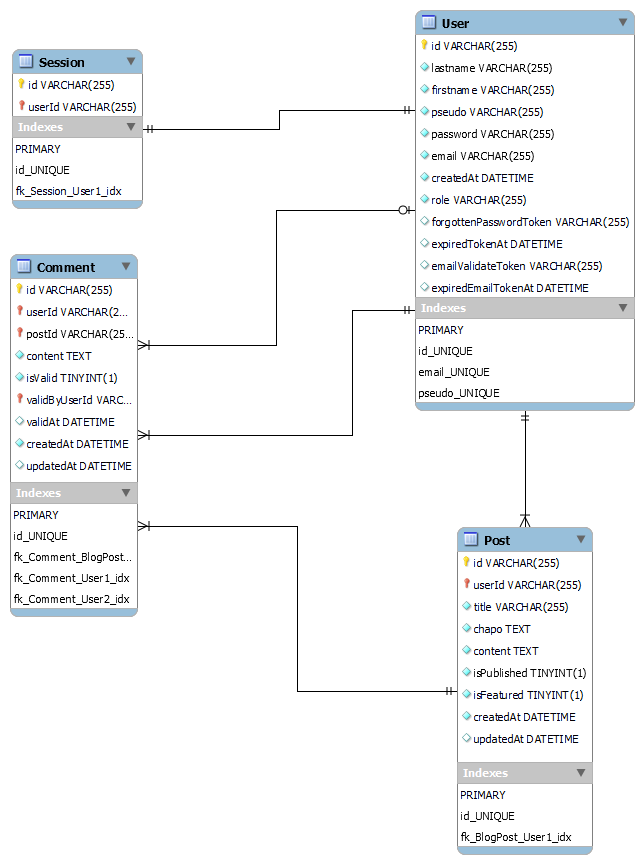 Session
id VARCHAR(255)
userId VARCHAR(255)
Indexes
PRIMARY
id_UNIQUE
fk_Session_User1_idx
User
id VARCHAR(255)
lastname VARCHAR(255)
firstname VARCHAR(255)
pseudo VARCHAR(255)
password VARCHAR(255)
email VARCHAR(255)
createdAt DATETIME
role VARCHAR(255)
forgottenPasswordToken VARCHAR(255)
expiredTokenAt DATETIME
emailValidateToken VARCHAR(255)
expiredEmailTokenAt DATETIME
Indexes
PRIMARY
id_UNIQUE
email_UNIQUE
pseudo_UNIQUE
Comment
id VARCHAR(255)
userId VARCHAR(2...
postId VARCHAR(25...
content TEXT
isValid TINYINT(1)
validByUserId VARC...
validAt DATETIME
createdAt DATETIME
updatedAt DATETIME
Indexes
PRIMARY
id_UNIQUE
fk_Comment_BlogPost...
fk_Comment_User1_idx
fk_Comment_User2_idx
Post
id VARCHAR(255)
userId VARCHAR(255)
title VARCHAR(255)
chapo TEXT
content TEXT
isPublished TINYINT(1)
isFeatured TINYINT(1)
createdAt DATETIME
updatedAt DATETIME
Indexes
PRIMARY
id_UNIQUE
fk_BlogPost_User1_idx